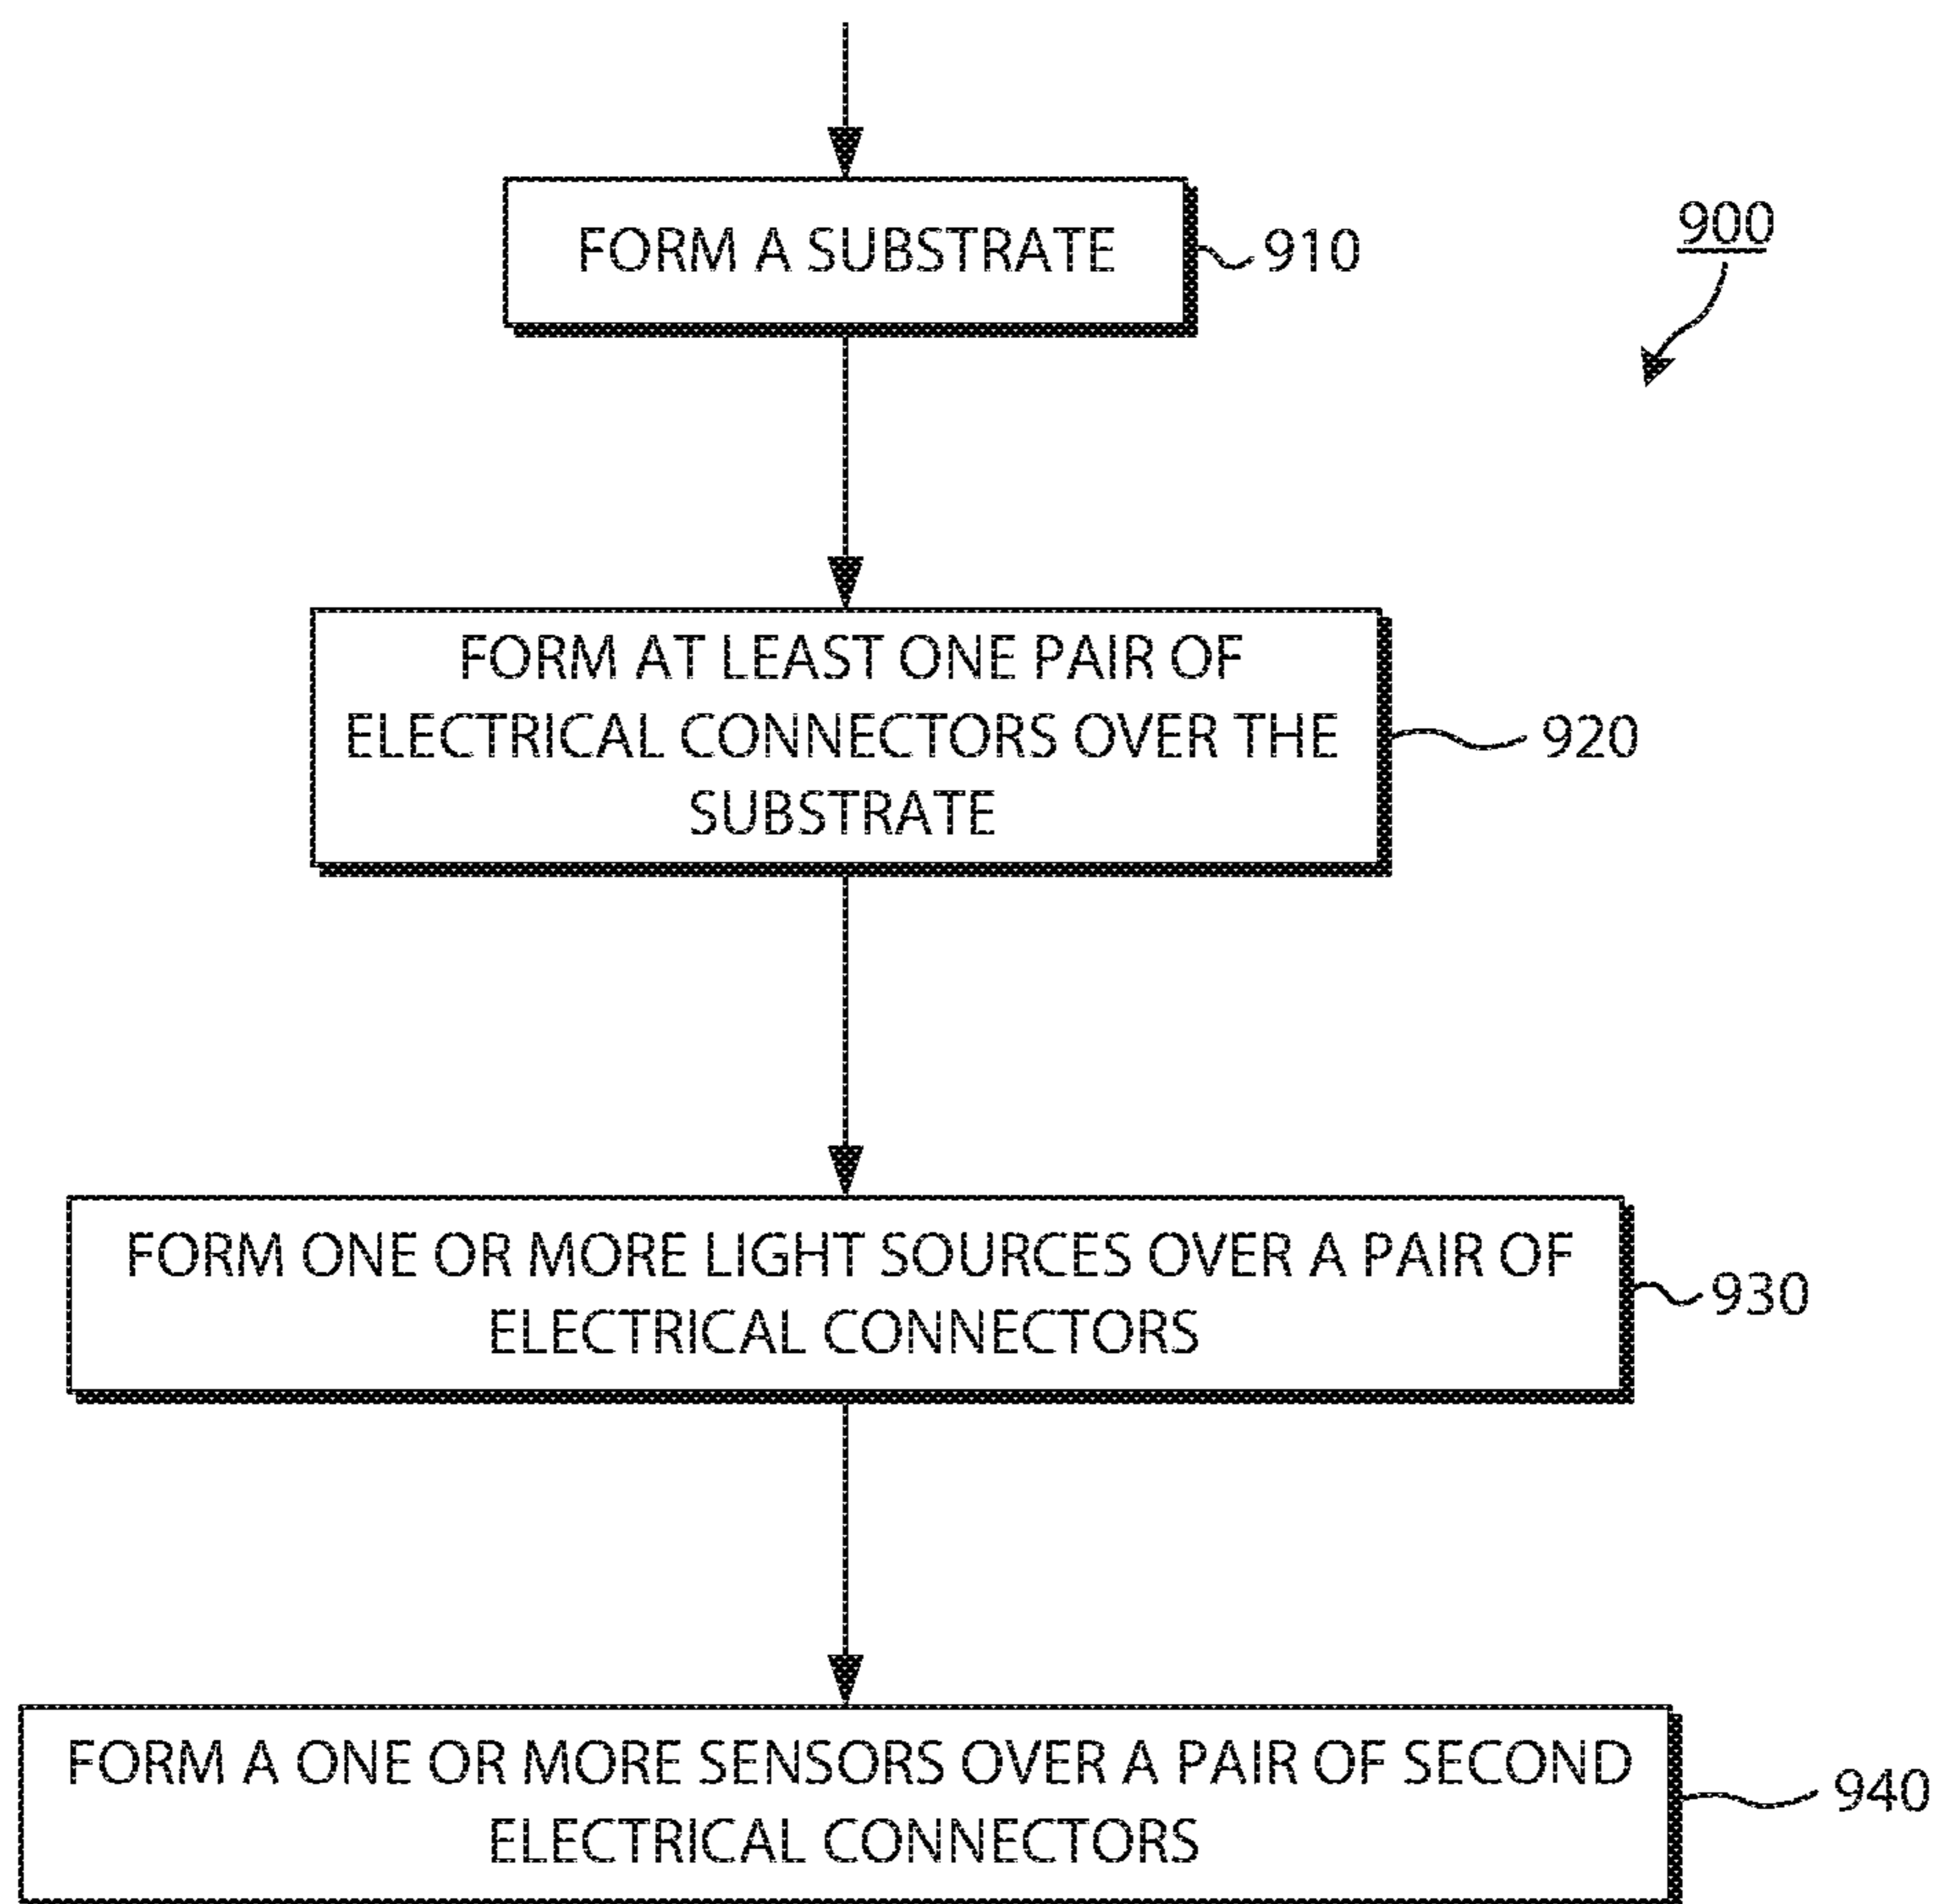 FORM A SUBSTRATE
910
900
FORM AT LEAST ONE PAIR OF
ELECTRICAL CONNECTORS OVER THE
SUBSTRATE
920
FORM ONE OR MORE LIGHT SOURCES OVER A PAIR OF
ELECTRICAL CONNECTORS
930
FORM A ONE OR MORE SENSORS OVER A PAIR OF SECOND
ELECTRICAL CONNECTORS
940